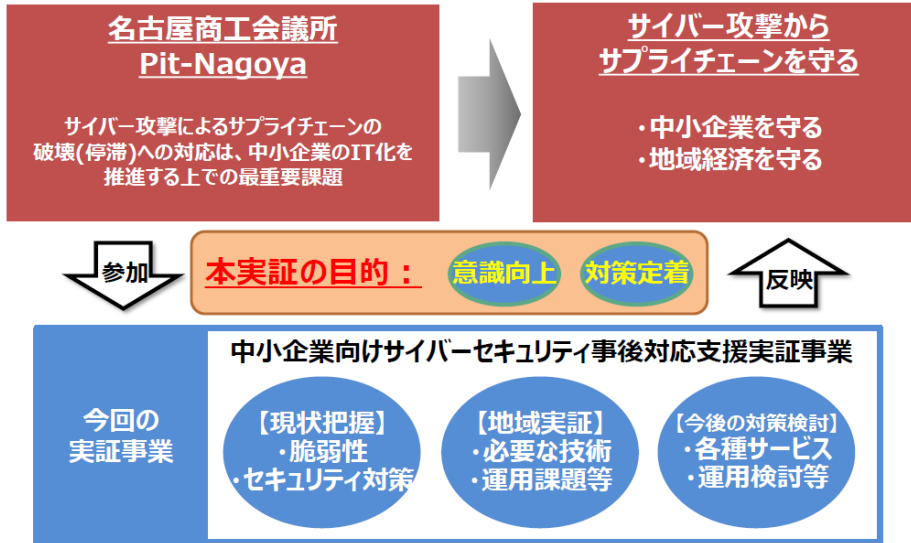 名古屋商工会議所
Pit-Nagoya
サイバー攻撃によるサプライチェーンの
破壊(停滞)への対応は、中小企業のIT化を
推進する上での最重要課題
サイバー攻撃から
サプライチェーンを守る
・中小企業を守る
・地域経済を守る
参加
本実証の目的：
意識向上
対策定着
反映
今回の
実証事業
中小企業向けサイバーセキュリティ事後対応支援実証事業
【現状把握】
・脆弱性
・セキュリティ対策
【地域実証】
・必要な技術
・運用課題等
【今後の対策検討】
・各種サービス
・運用検討等